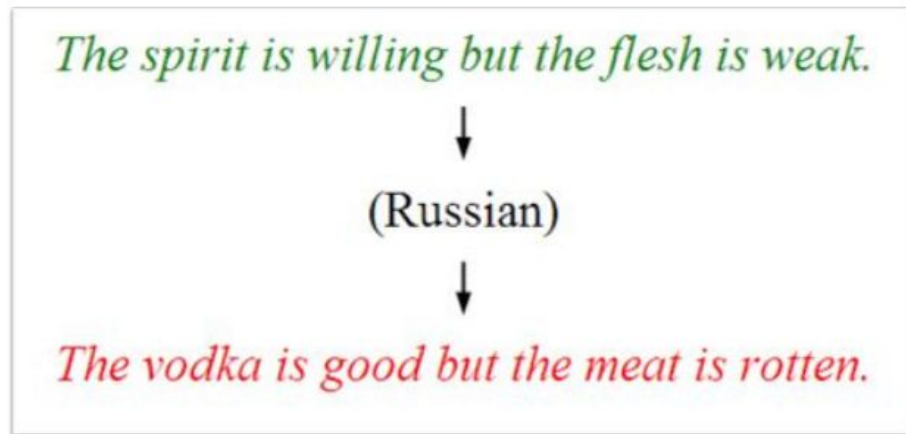 The spirit is willing but the flesh is weak.
(Russian)
The vodka is good but the meat is rotten.